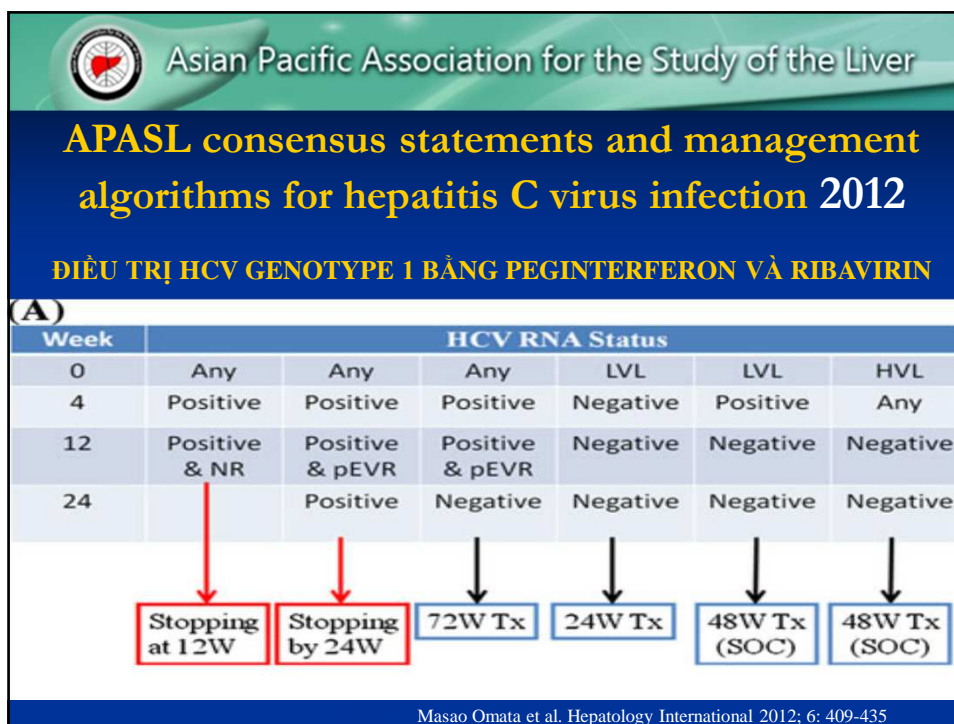 Asian Pacific Association for the Study of the Liver
APASL consensus statements and management
algorithms for hepatitis C virus infection 2012
ĐIỀU TRỊ HCV GENOTYPE 1 BẰNG PEGINTERFERON VÀ RIBAVIRIN
(A)
Week HCV RNA Status
0 Any Any Any LVL LVL HVL
4 Positive Positive Positive Negative Positive Any
12 Positive Positive Positive Negative Negative Negative
& NR & pEVR & pEVR
24 Positive Negative Negative Negative Negative
Stopping Stopping 72W Tx 24W Tx 48W Tx 48W Tx
at 12W by 24W (SOC) (SOC)
Masao Omata et al. Hepatology International 2012; 6: 409-435